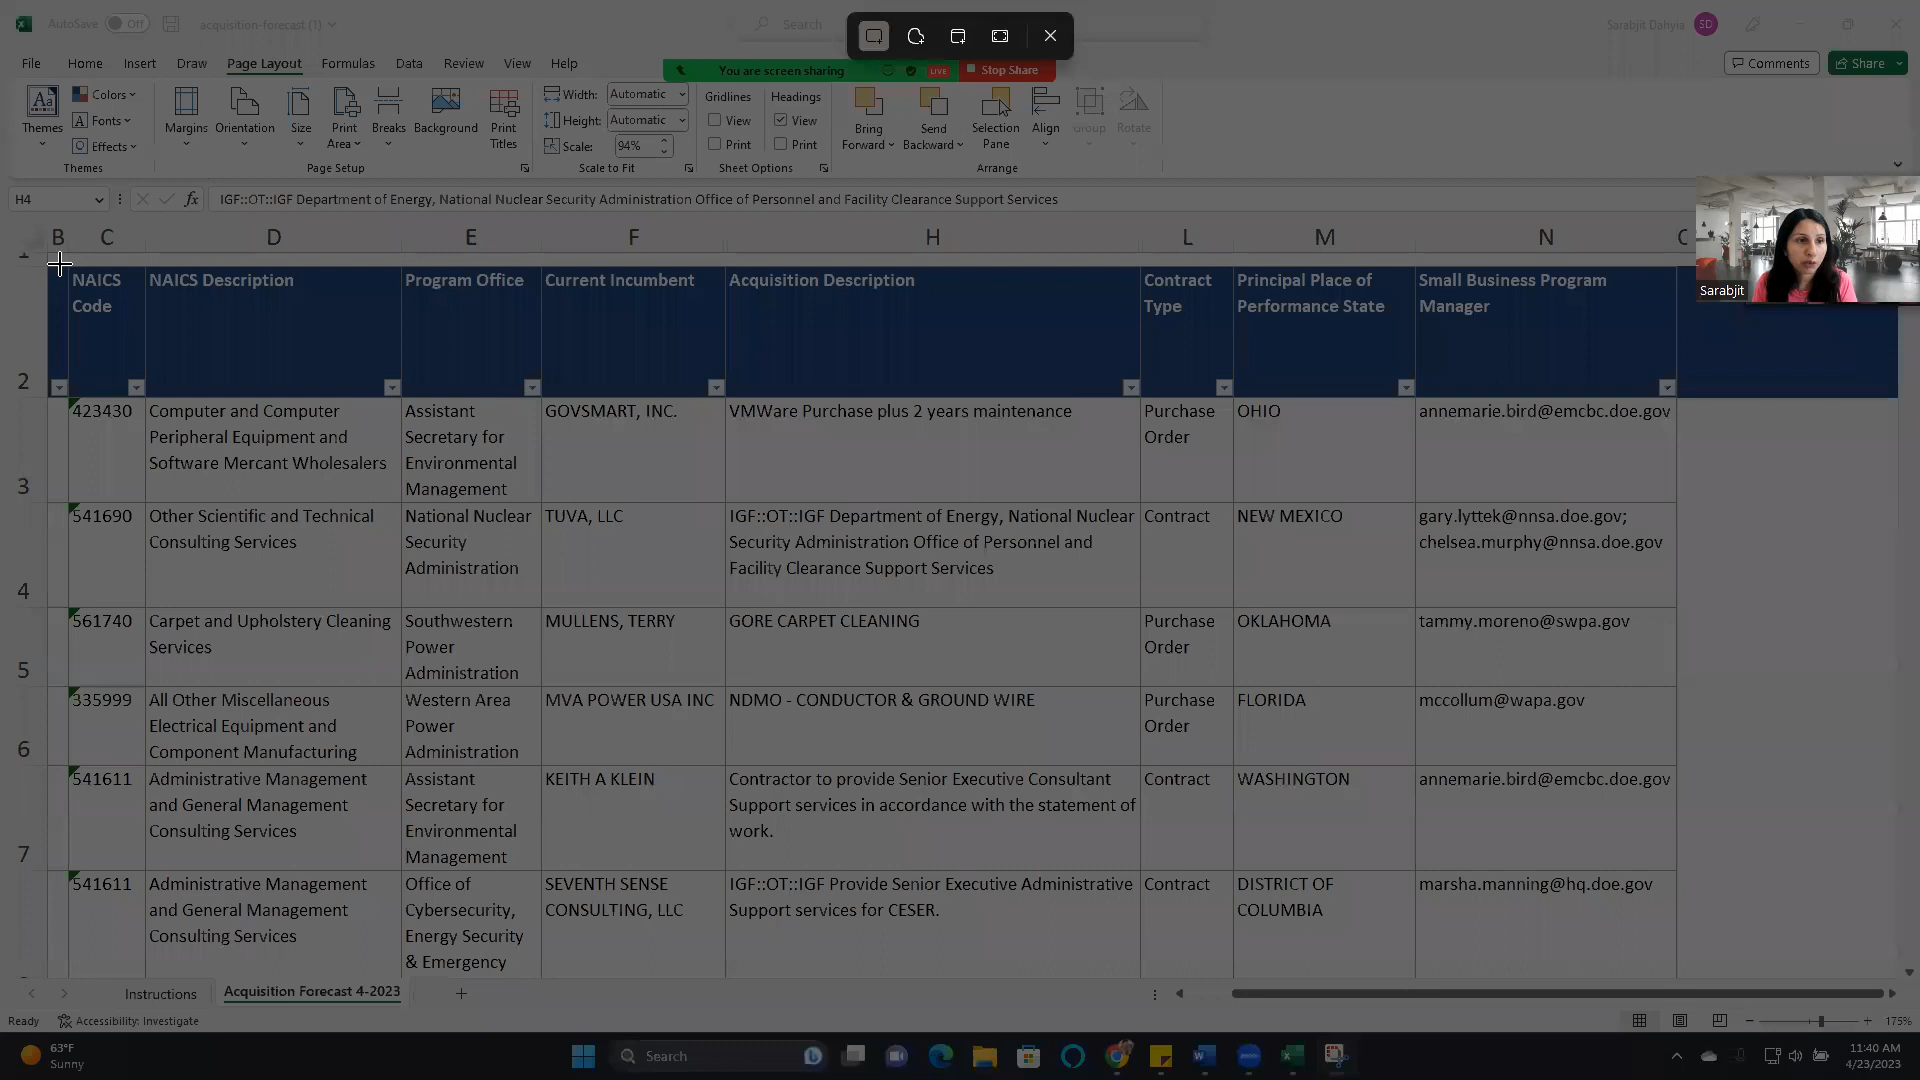 AutoSave Off acquisition-forecast (1) Search Sarabjit Dahyia SD
File Home Insert Draw Page Layout Formulas Data Review View Help
You are screen sharing LIVE Stop Share
Comments Share
Themes Colors Fonts Effects Themes
Margins Orientation Size Print Area Breaks Background Print Titles Page Setup
Width: Automatic Height: Automatic Scale: 94% Scale to Fit
Gridlines View Print Headings View Print Sheet Options
Bring Forward Send Backward Selection Pane Align Group Rotate Arrange
H4 fx IGF::OT::IGF Department of Energy, National Nuclear Security Administration Office of Personnel and Facility Clearance Support Services
B C D E F H L M N
Sarabjit
NAICS Code NAICS Description Program Office Current Incumbent Acquisition Description Contract Type Principal Place of Performance State Small Business Program Manager
2
3 423430 Computer and Computer Peripheral Equipment and Software Mercant Wholesalers Assistant Secretary for Environmental Management GOVSMART, INC. VMWare Purchase plus 2 years maintenance Purchase Order OHIO annemarie.bird@emcbc.doe.gov
4 541690 Other Scientific and Technical Consulting Services National Nuclear Security Administration TUVA, LLC IGF::OT::IGF Department of Energy, National Nuclear Security Administration Office of Personnel and Facility Clearance Support Services Contract NEW MEXICO gary.lyttek@nnsa.doe.gov; chelsea.murphy@nnsa.doe.gov
5 561740 Carpet and Upholstery Cleaning Services Southwestern Power Administration MULLENS, TERRY GORE CARPET CLEANING Purchase Order OKLAHOMA tammy.moreno@swpa.gov
6 335999 All Other Miscellaneous Electrical Equipment and Component Manufacturing Western Area Power Administration MVA POWER USA INC NDMO - CONDUCTOR & GROUND WIRE Purchase Order FLORIDA mccollum@wapa.gov
7 541611 Administrative Management and General Management Consulting Services Assistant Secretary for Environmental Management KEITH A KLEIN Contractor to provide Senior Executive Consultant Support services in accordance with the statement of work. Contract WASHINGTON annemarie.bird@emcbc.doe.gov
541611 Administrative Management and General Management Consulting Services Office of Cybersecurity, Energy Security & Emergency SEVENTH SENSE CONSULTING, LLC IGF::OT::IGF Provide Senior Executive Administrative Support services for CESER. Contract DISTRICT OF COLUMBIA marsha.manning@hq.doe.gov
Instructions Acquisition Forecast 4-2023
Ready Accessibility: Investigate 175%
63°F
Sunny
Search
11:40 AM
4/23/2023